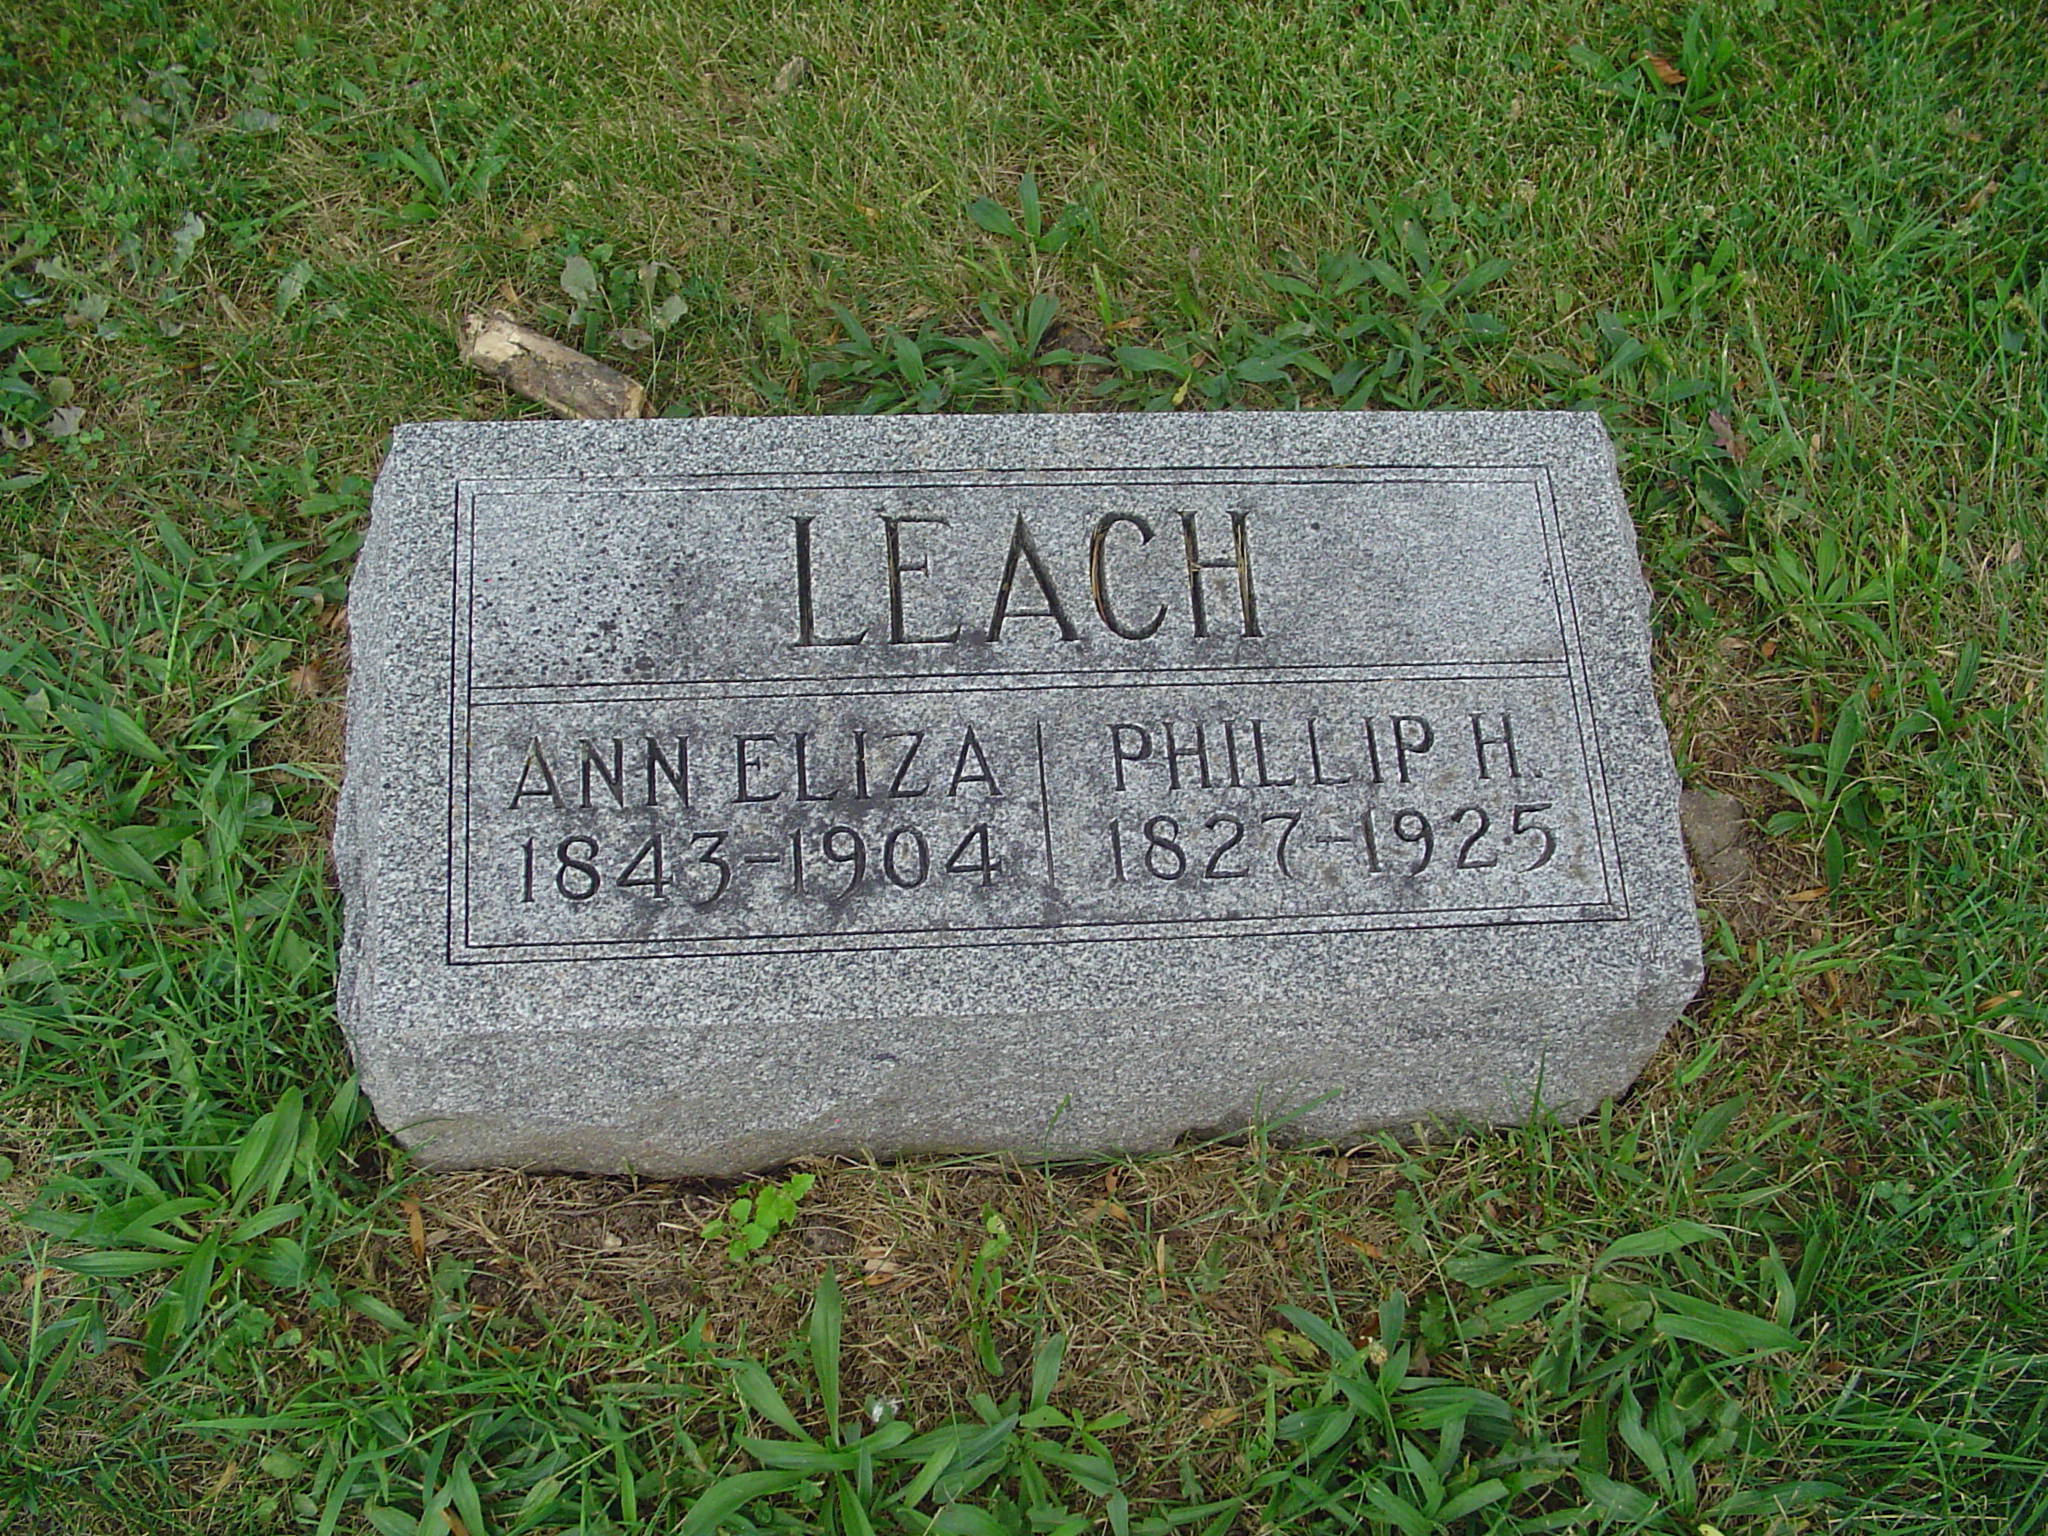 LEACH
ANN ELIZA
1843-1904
PHILLIP H.
1827-1925